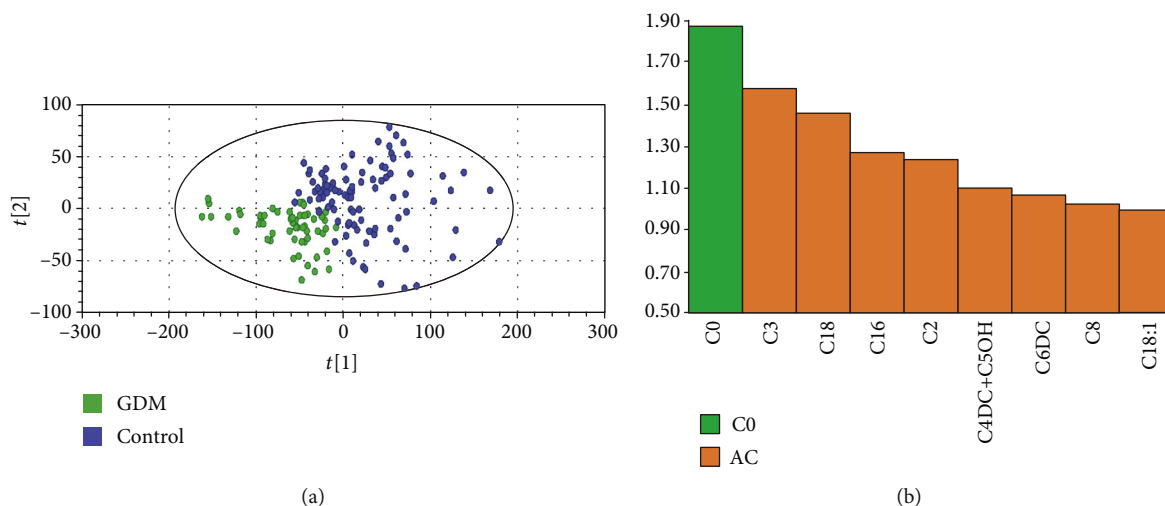 100
50
0
−50
−100
t[2]
−300
−200
−100
0
100
200
300
t[1]
GDM
Control
(a)
1.90
1.70
1.50
1.30
1.10
0.90
0.70
0.50
C0
C3
C18
C16
C2
C4DC+C5OH
C6DC
C8
C18:1
C0
AC
(b)